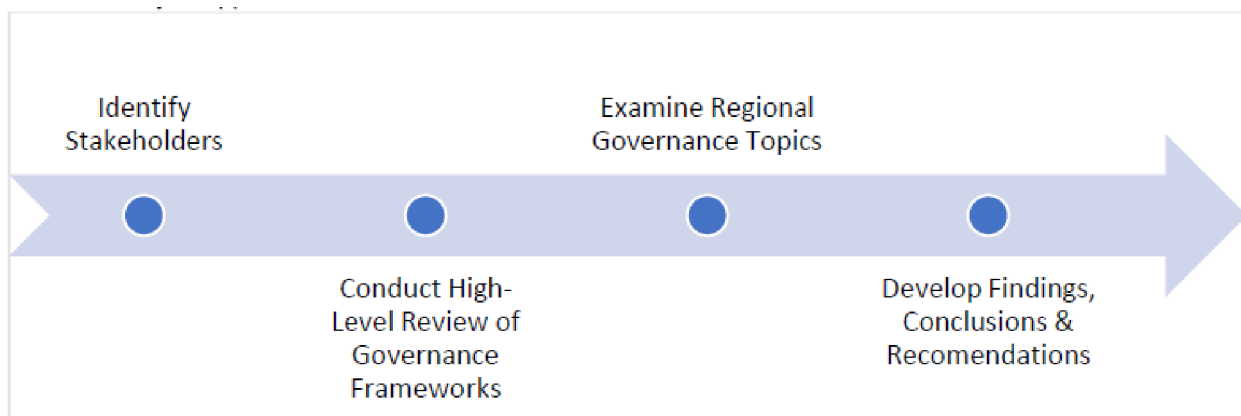 Identify
Stakeholders
Conduct High-
Level Review of
Governance
Frameworks
Examine Regional
Governance Topics
Develop Findings,
Conclusions &
Recomendations